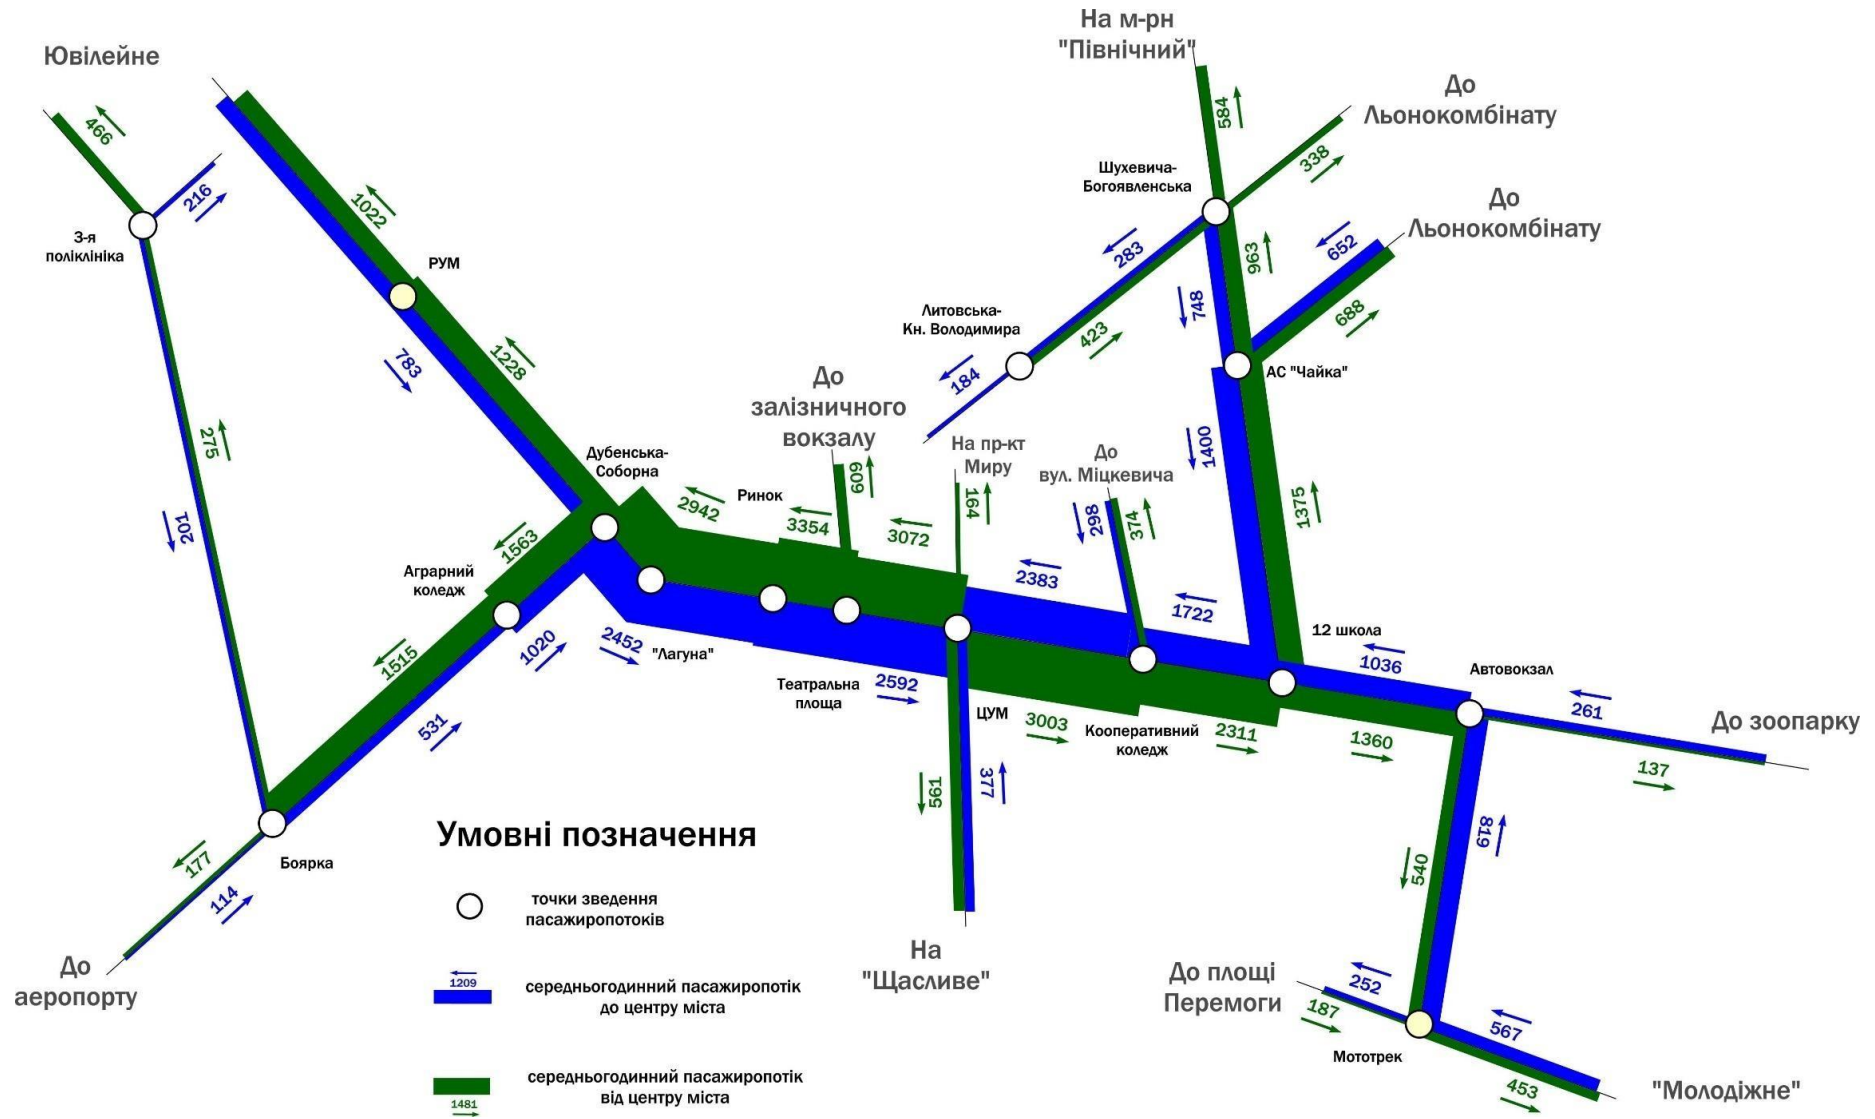 На м-рн
"Північний"
Ювілейне
До
Льонокомбінату
584
466
338
Шухевича-
Богоявленська
216
До
Льонокомбінату
3-я
поліклініка
1022
РУМ
283
963
652
748
688
Литовська-
Кн. Володимира
423
184
АС "Чайка"
783
1228
До
залізничного
вокзалу
На пр-кт
Миру
До
вул. Міцкевича
275
201
Дубенська-
Соборна
1400
1375
2942
Ринок
3354
609
3072
164
298
374
1563
Аграрний
коледж
2383
1722
12 школа
1036
Автовокзал
1515
1020
2452
"Лагуна"
Театральна
площа
2592
ЦУМ
3003
Кооперативний
коледж
2311
1360
261
До зоопарку
137
531
561
377
819
540
Боярка
177
114
До
аеропорту
Умовні позначення
точки зведення
пасажиропотоків
1209
середньогодинний пасажиропотік
до центру міста
середньогодинний пасажиропотік
від центру міста
1481
На
"Щасливе"
До площі
Перемоги
252
187
567
Мототрек
453
"Молодіжне"